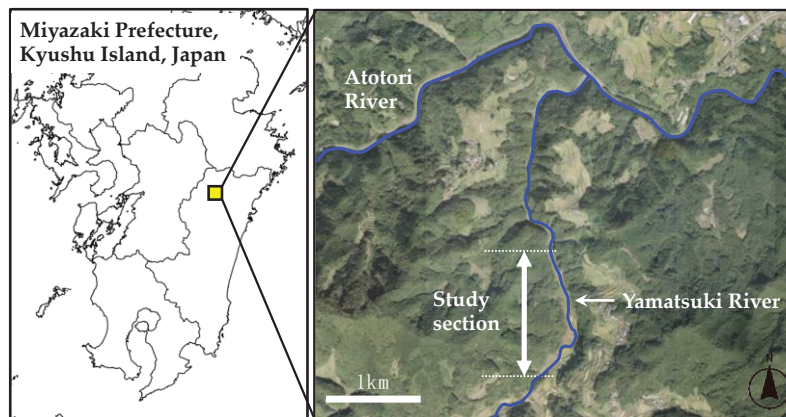 Miyazaki Prefecture,
Kyushu Island, Japan
Atotori
River
Study
section
Yamatsuki River
1km
N